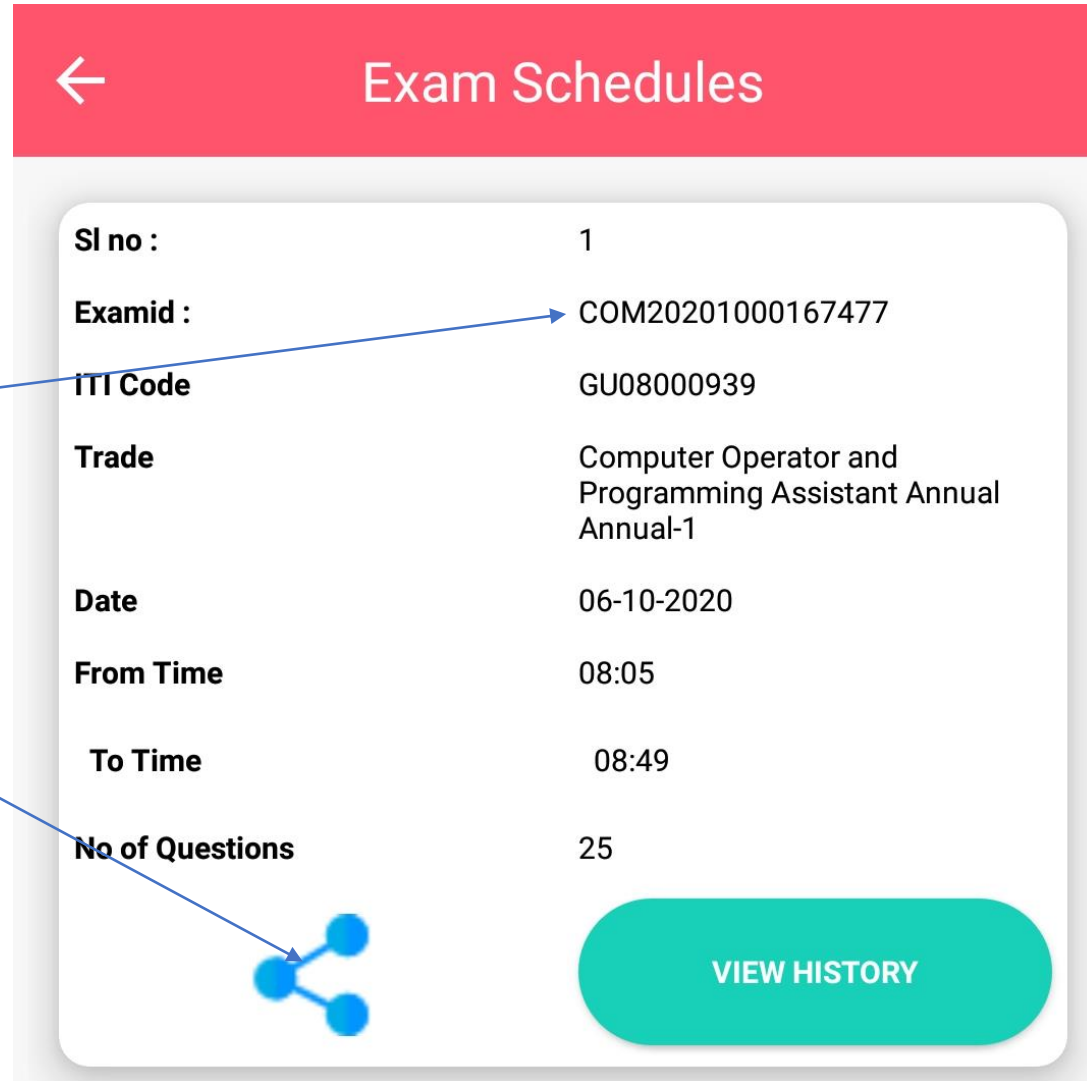 Exam Schedules
Sl no : 1
Examid : COM20201000167477
ITI Code GU08000939
Trade Computer Operator and
Programming Assistant Annual
Annual-1
Date 06-10-2020
From Time 08:05
To Time 08:49
No of Questions 25
VIEW HISTORY